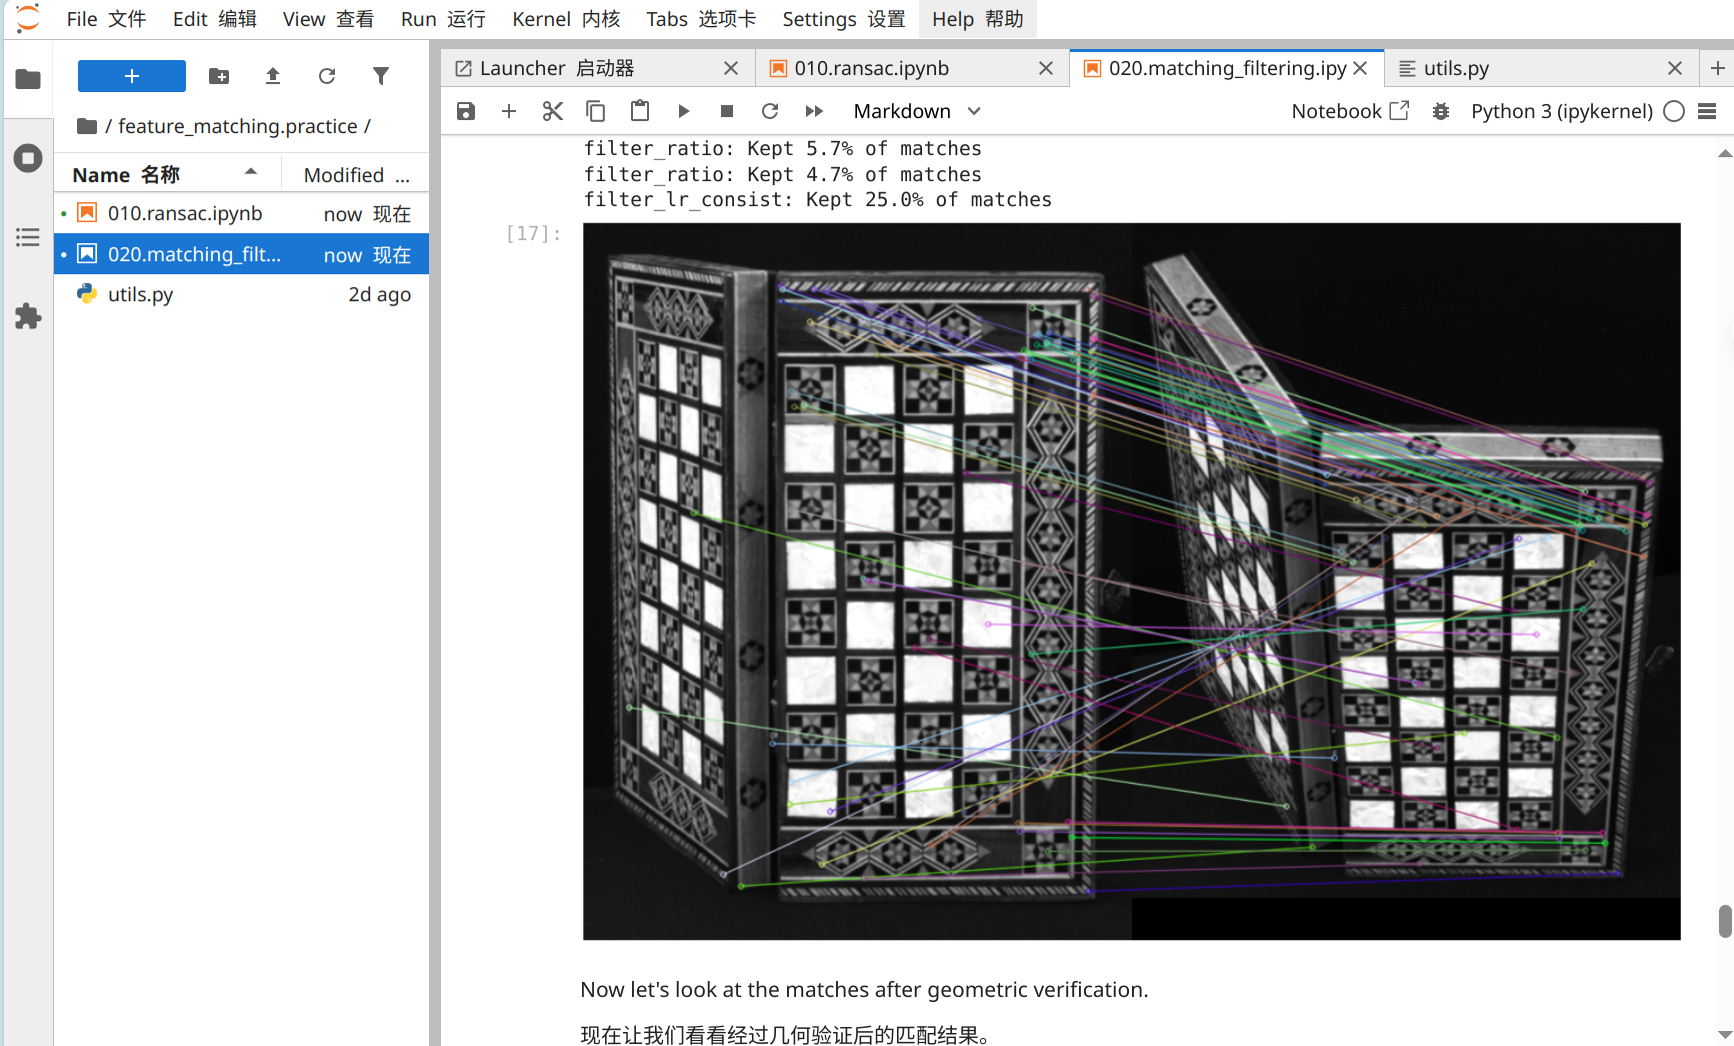 File 文件 Edit 编辑 View 查看 Run 运行 Kernel 内核 Tabs 选项卡 Settings 设置 Help 帮助
Launcher 启动器 010.ransac.ipynb 020.matching_filtering.ipy utils.py
Markdown Notebook Python 3 (ipykernel)
/ feature_matching.practice /
Name 名称 Modified ...
010.ransac.ipynb now 现在
020.matching_filt... now 现在
utils.py 2d ago
filter_ratio: Kept 5.7% of matches
filter_ratio: Kept 4.7% of matches
filter_lr_consist: Kept 25.0% of matches
[17]:
Now let's look at the matches after geometric verification.
现在让我们看看经过几何验证后的匹配结果。